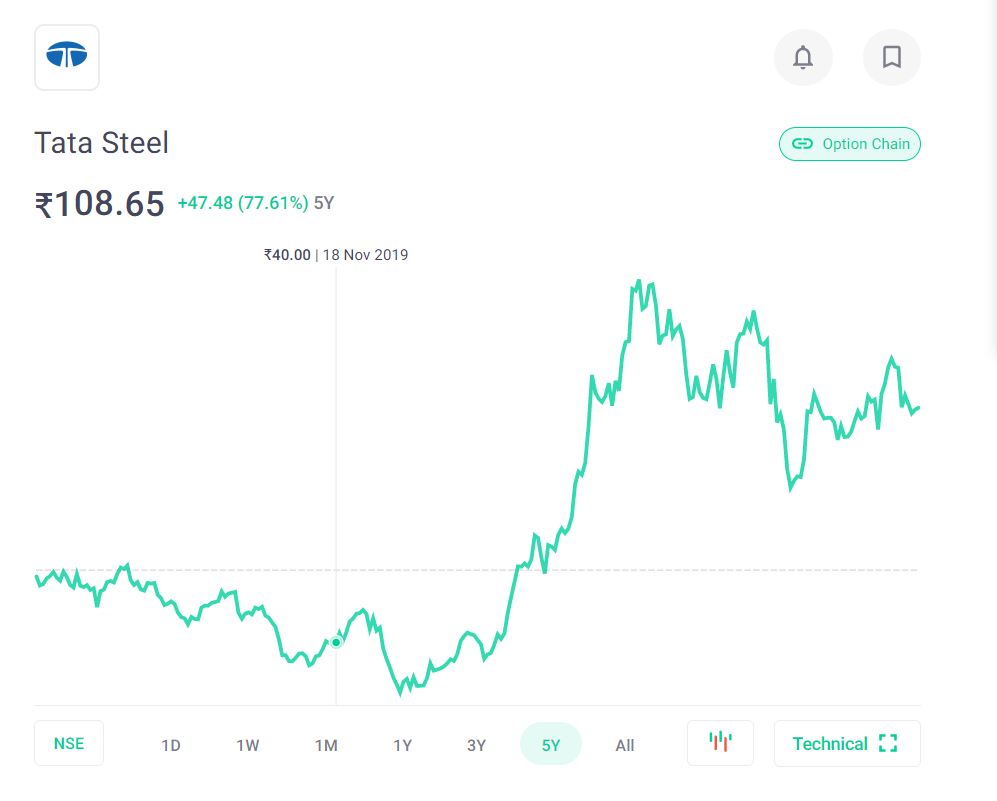 Tata Steel
Option Chain
₹108.65 +47.48 (77.61%) 5Y
₹40.00 | 18 Nov 2019
NSE 1D 1W 1M 1Y 3Y 5Y All Technical